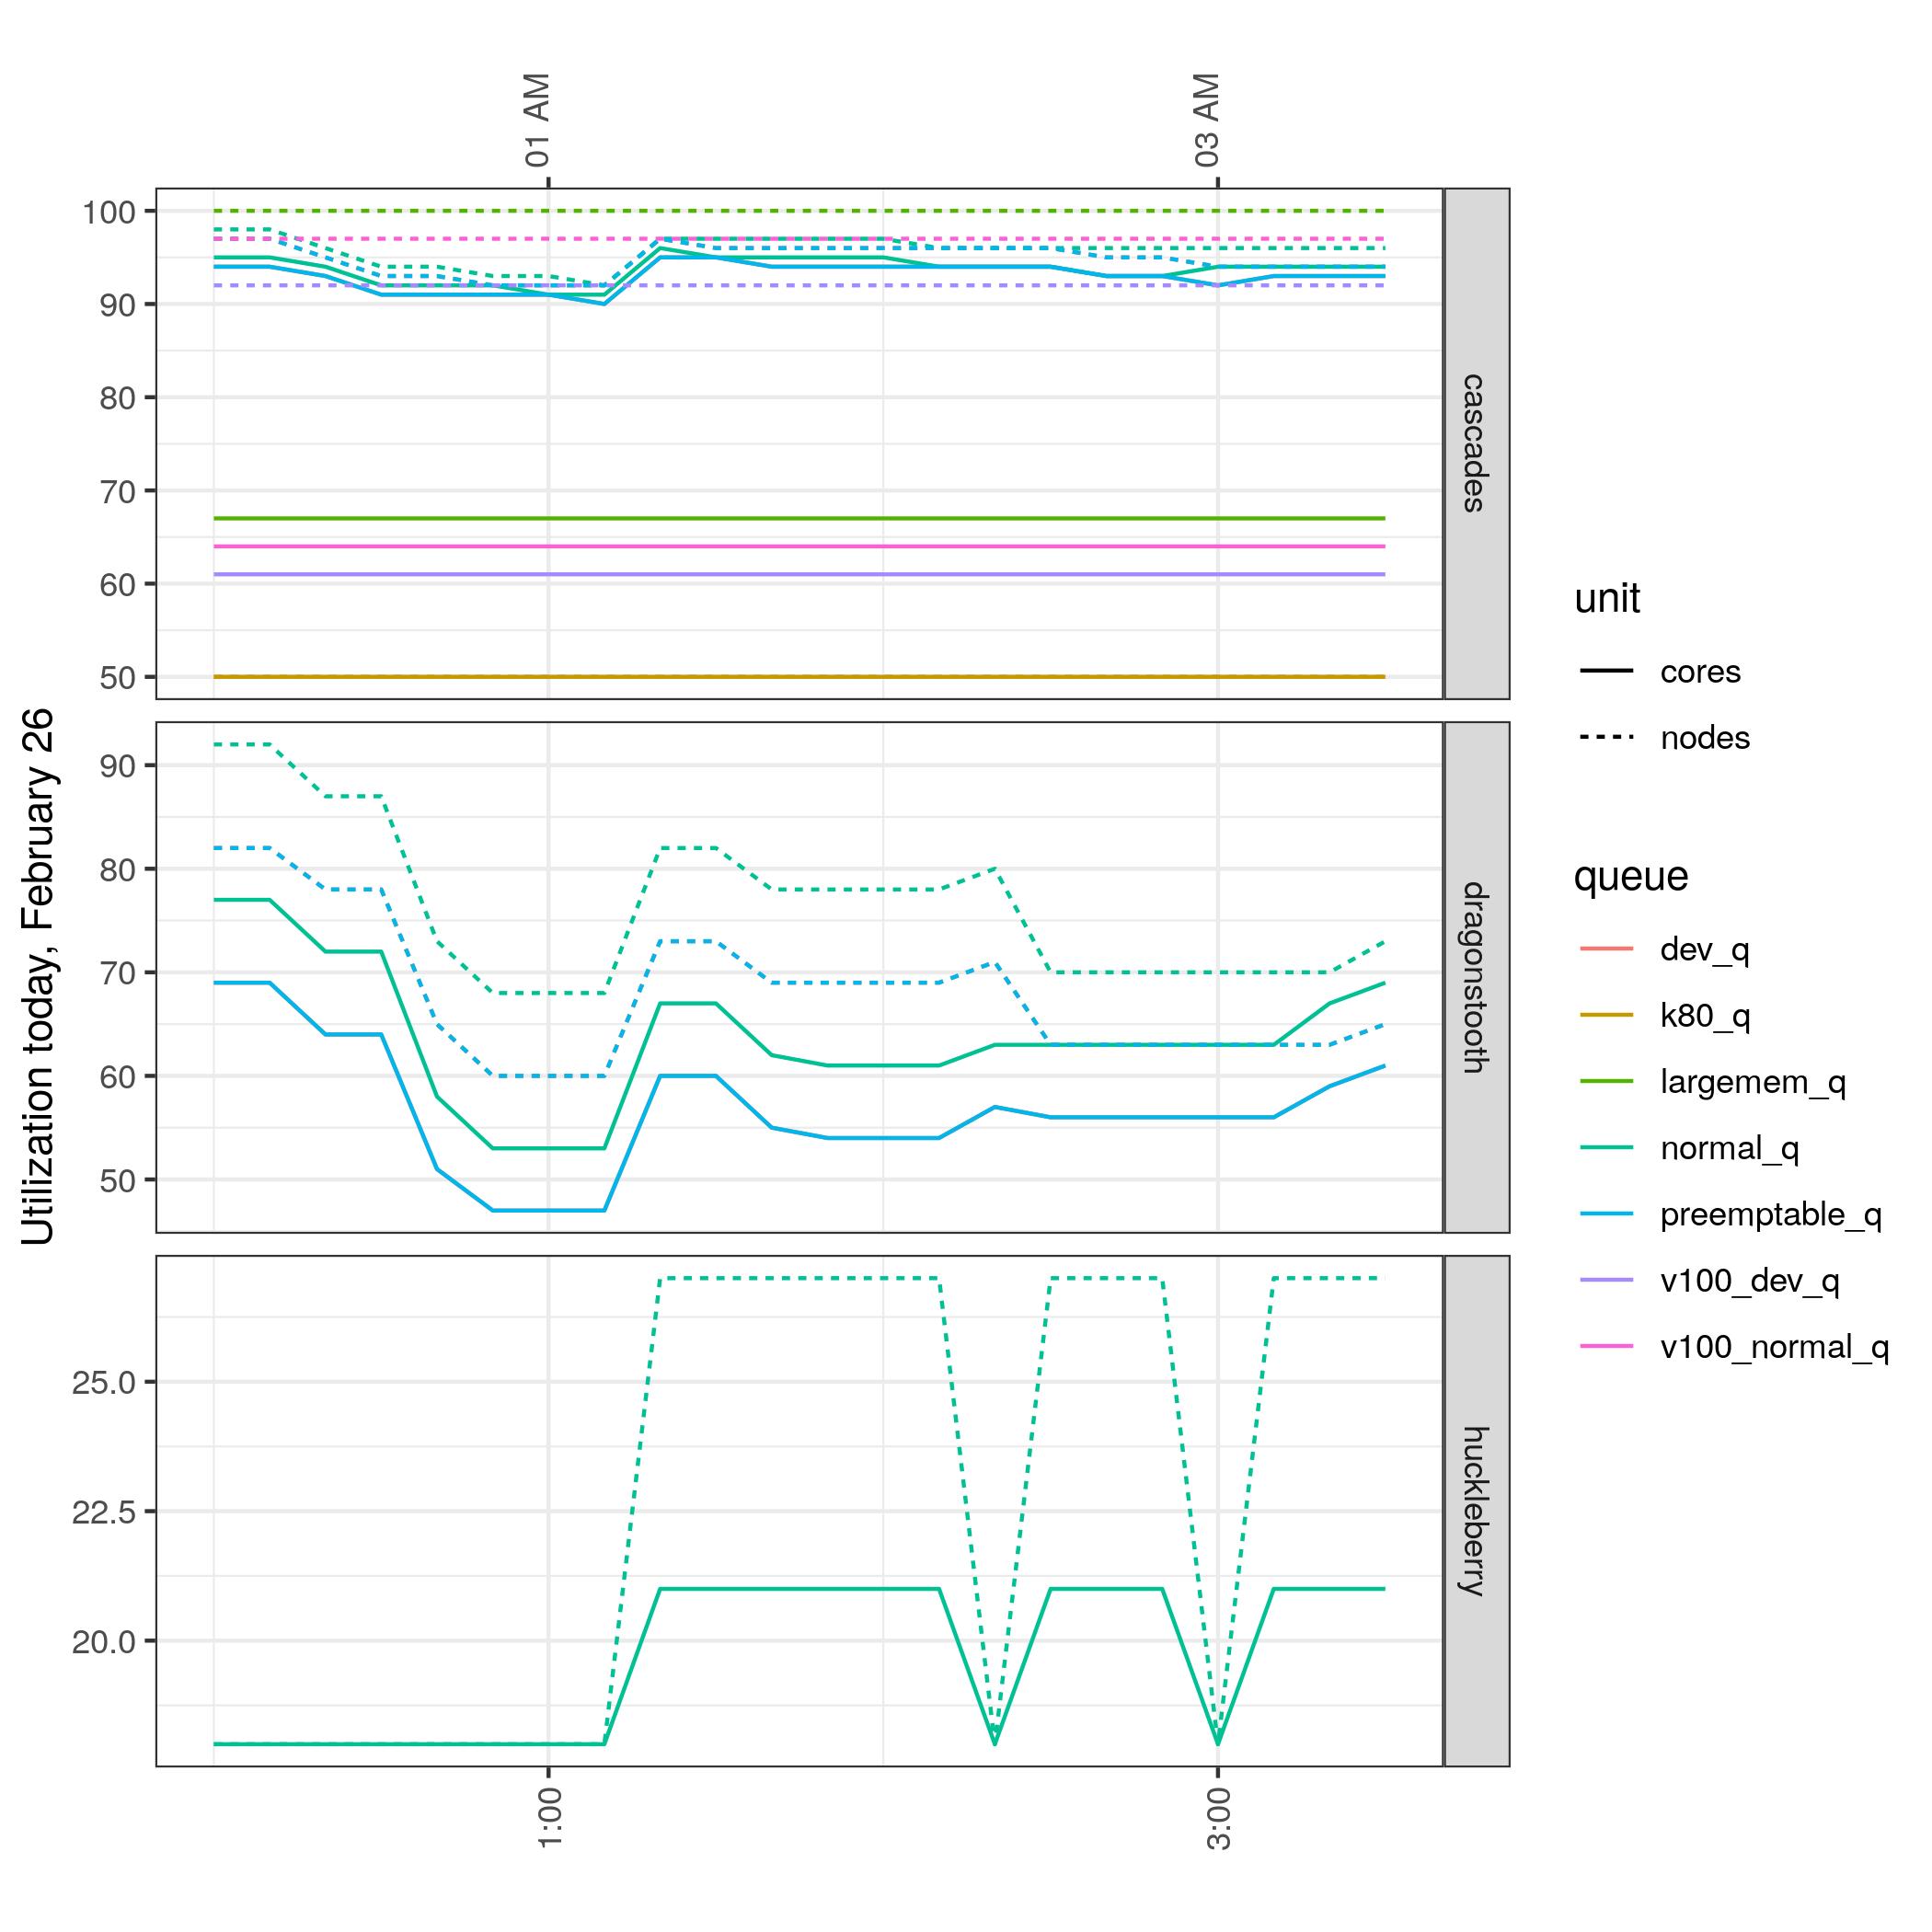 01 AM
03 AM
100
90
80
70
60
50
cascades
90
80
70
60
50
dragonstooth
25.0
22.5
20.0
huckleberry
1:00
3:00
Utilization today, February 26
unit
cores
nodes
queue
dev_q
k80_q
largemem_q
normal_q
preemptable_q
v100_dev_q
v100_normal_q